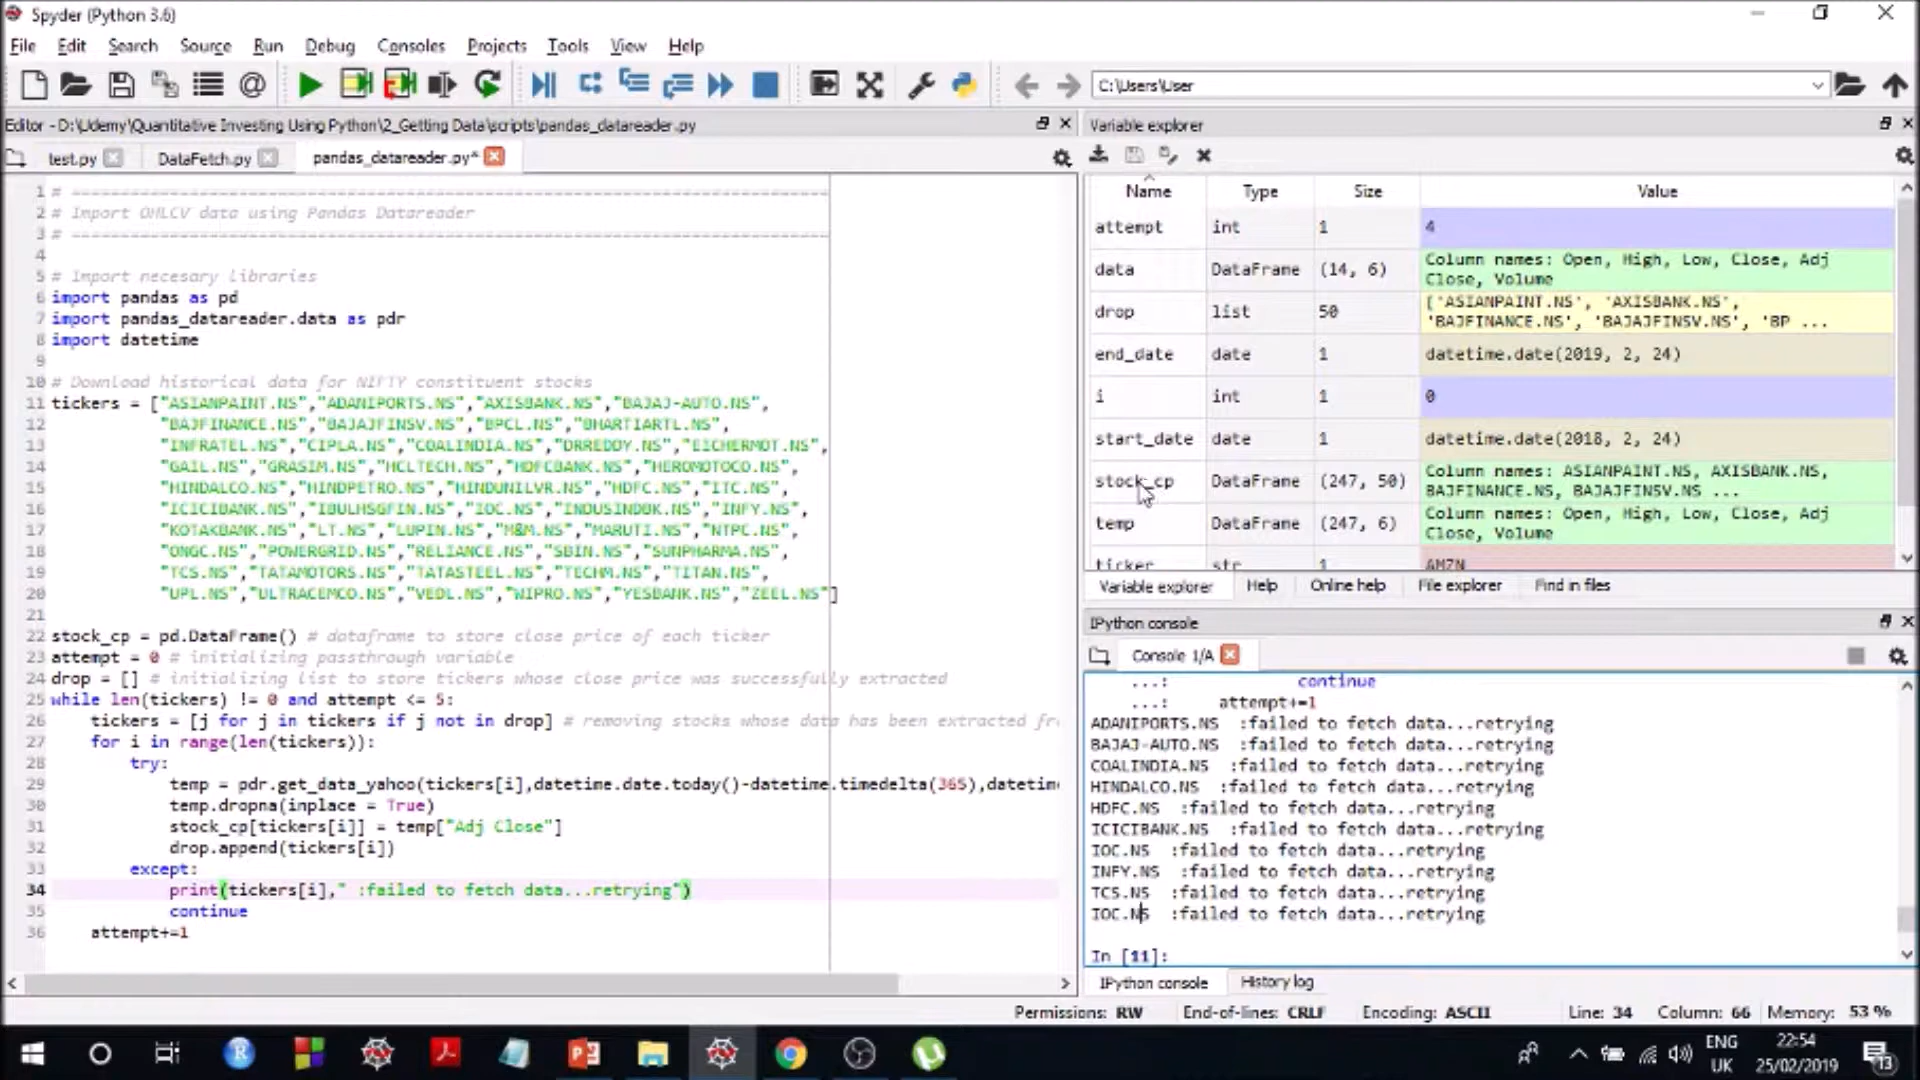 Spyder (Python 3.6)
File Edit Search Source Run Debug Consoles Projects Tools View Help
C:\Users\User
Editor - D:\Udemy\Quantitative Investing Using Python\2_Getting Data\scripts\pandas_datareader.py
test.py DataFetch.py pandas_datareader.py*
1 # ------------------------------------------------------------------------------
2 # Import OHLCV data using Pandas Datareader
3 # ------------------------------------------------------------------------------
4
5 # Import necesary libraries
6 import pandas as pd
7 import pandas_datareader.data as pdr
8 import datetime
9
10 # Download historical data for NIFTY constituent stocks
11 tickers = ["ASIANPAINT.NS","ADANIPORTS.NS","AXISBANK.NS","BAJAJ-AUTO.NS",
12 "BAJFINANCE.NS","BAJAJFINSV.NS","BPCL.NS","BHARTIARTL.NS",
13 "INFRATEL.NS","CIPLA.NS","COALINDIA.NS","DRREDDY.NS","EICHERMOT.NS",
14 "GAIL.NS","GRASIM.NS","HCLTECH.NS","HDFCBANK.NS","HEROMOTOCO.NS",
15 "HINDALCO.NS","HINDPETRO.NS","HINDUNILVR.NS","HDFC.NS","ITC.NS",
16 "ICICIBANK.NS","IBULHSGFIN.NS","IOC.NS","INDUSINDBK.NS","INFY.NS",
17 "KOTAKBANK.NS","LT.NS","LUPIN.NS","M&M.NS","MARUTI.NS","NTPC.NS",
18 "ONGC.NS","POWERGRID.NS","RELIANCE.NS","SBIN.NS","SUNPHARMA.NS",
19 "TCS.NS","TATAMOTORS.NS","TATASTEEL.NS","TECHM.NS","TITAN.NS",
20 "UPL.NS","ULTRACEMCO.NS","VEDL.NS","WIPRO.NS","YESBANK.NS","ZEEL.NS"]
21
22 stock_cp = pd.DataFrame() # dataframe to store close price of each ticker
23 attempt = 0 # initializing passthrough variable
24 drop = [] # initializing list to store tickers whose close price was successfully extracted
25 while len(tickers) != 0 and attempt <= 5:
26 tickers = [j for j in tickers if j not in drop] # removing stocks whose data has been extracted fr
27 for i in range(len(tickers)):
28 try:
29 temp = pdr.get_data_yahoo(tickers[i],datetime.date.today()-datetime.timedelta(365),datetim
30 temp.dropna(inplace = True)
31 stock_cp[tickers[i]] = temp["Adj Close"]
32 drop.append(tickers[i])
33 except:
34 print(tickers[i]," :failed to fetch data...retrying")
35 continue
36 attempt+=1
Variable explorer
Name Type Size Value
attempt int 1 4
data DataFrame (14, 6) Column names: Open, High, Low, Close, Adj
Close, Volume
drop list 50 ['ASIANPAINT.NS', 'AXISBANK.NS',
'BAJFINANCE.NS', 'BAJAJFINSV.NS', 'BP ...
end_date date 1 datetime.date(2019, 2, 24)
i int 1 0
start_date date 1 datetime.date(2018, 2, 24)
stock_cp DataFrame (247, 50) Column names: ASIANPAINT.NS, AXISBANK.NS,
BAJFINANCE.NS, BAJAJFINSV.NS ...
temp DataFrame (247, 6) Column names: Open, High, Low, Close, Adj
Close, Volume
ticker str 1 AMZN
Variable explorer Help Online help File explorer Find in files
IPython console
Console 1/A
...: continue
...: attempt+=1
ADANIPORTS.NS :failed to fetch data...retrying
BAJAJ-AUTO.NS :failed to fetch data...retrying
COALINDIA.NS :failed to fetch data...retrying
HINDALCO.NS :failed to fetch data...retrying
HDFC.NS :failed to fetch data...retrying
ICICIBANK.NS :failed to fetch data...retrying
IOC.NS :failed to fetch data...retrying
INFY.NS :failed to fetch data...retrying
TCS.NS :failed to fetch data...retrying
IOC.NS :failed to fetch data...retrying
In [11]:
IPython console History log
Permissions: RW End-of-lines: CRLF Encoding: ASCII Line: 34 Column: 66 Memory: 53 %
ENG
UK
22:54
25/02/2019
13